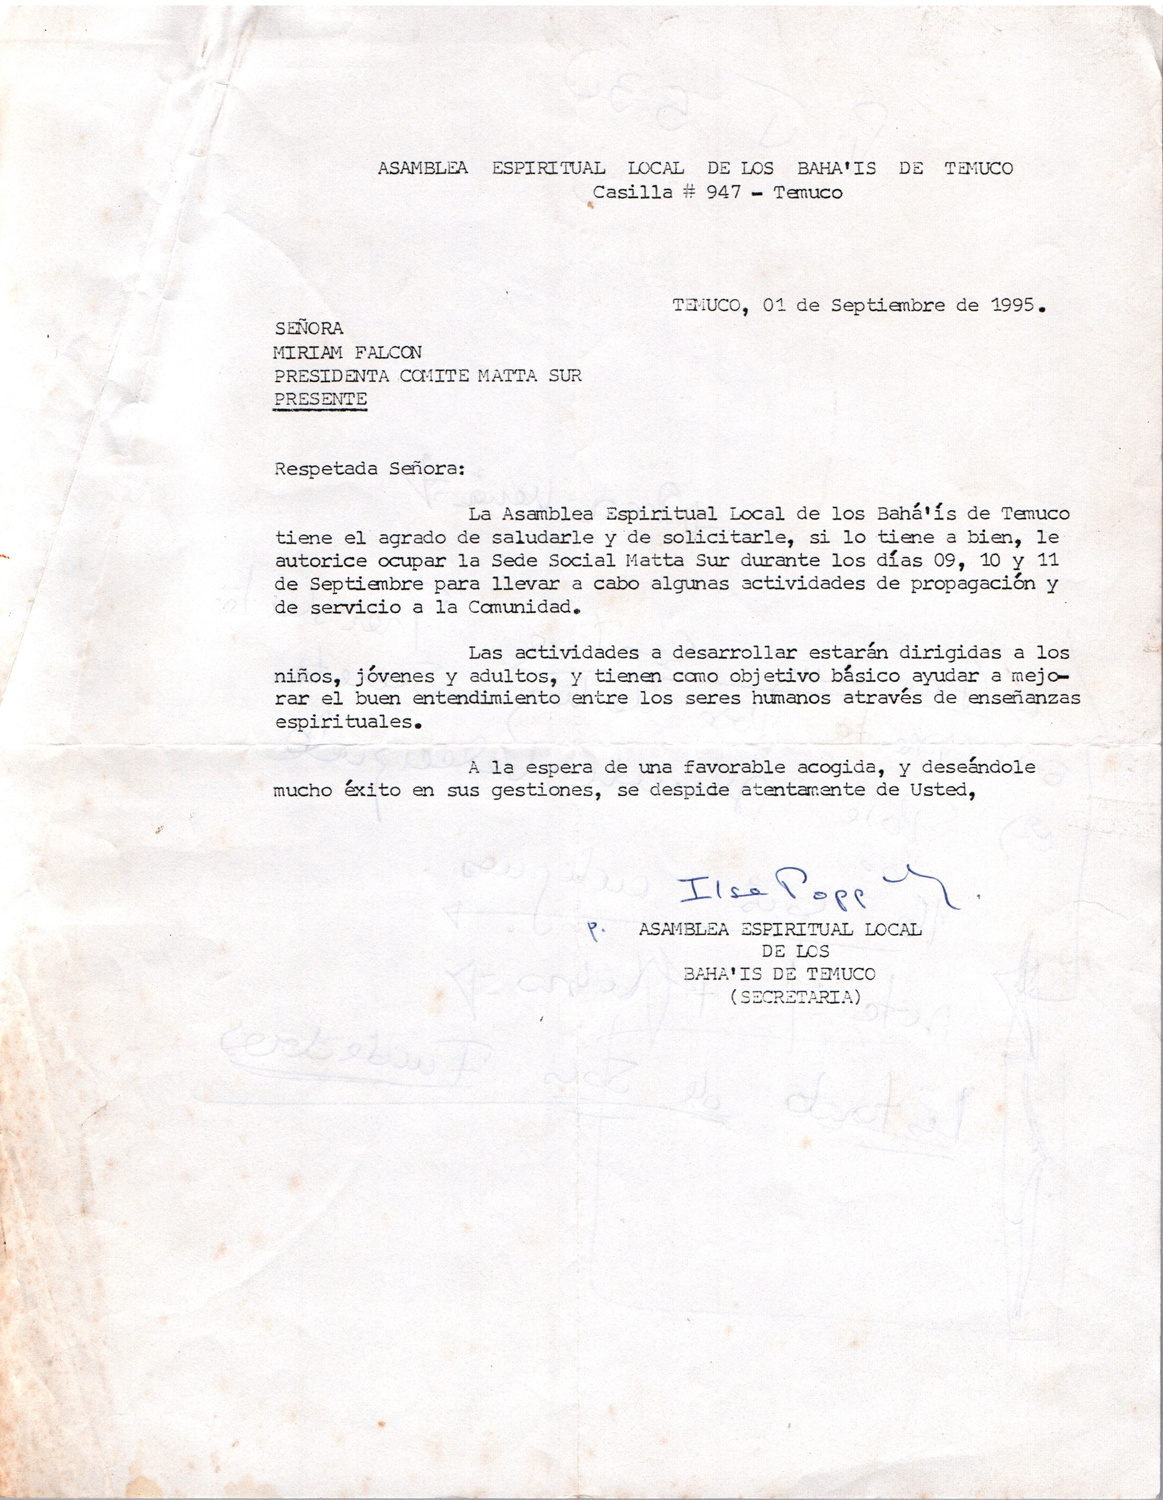 ASAMBLEA ESPIRITUAL LOCAL DE LOS BAHA'IS DE TEMUCO
Casilla # 947 - Temuco
TEMUCO, 01 de Septiembre de 1995.
SEÑORA
MIRIAM FALCON
PRESIDENTA COMITE MATTA SUR
PRESENTE
Respetada Señora:
La Asamblea Espiritual Local de los Bahá'ís de Temuco
tiene el agrado de saludarle y de solicitarle, si lo tiene a bien, le
autorice ocupar la Sede Social Matta Sur durante los días 09, 10 y 11
de Septiembre para llevar a cabo algunas actividades de propagación y
de servicio a la Comunidad.
Las actividades a desarrollar estarán dirigidas a los
niños, jóvenes y adultos, y tienen como objetivo básico ayudar a mejo-
rar el buen entendimiento entre los seres humanos através de enseñanzas
espirituales.
A la espera de una favorable acogida, y deseándole
mucho éxito en sus gestiones, se despide atentamente de Usted,
Ilse Popp
p. ASAMBLEA ESPIRITUAL LOCAL
DE LOS
BAHA'IS DE TEMUCO
(SECRETARIA)